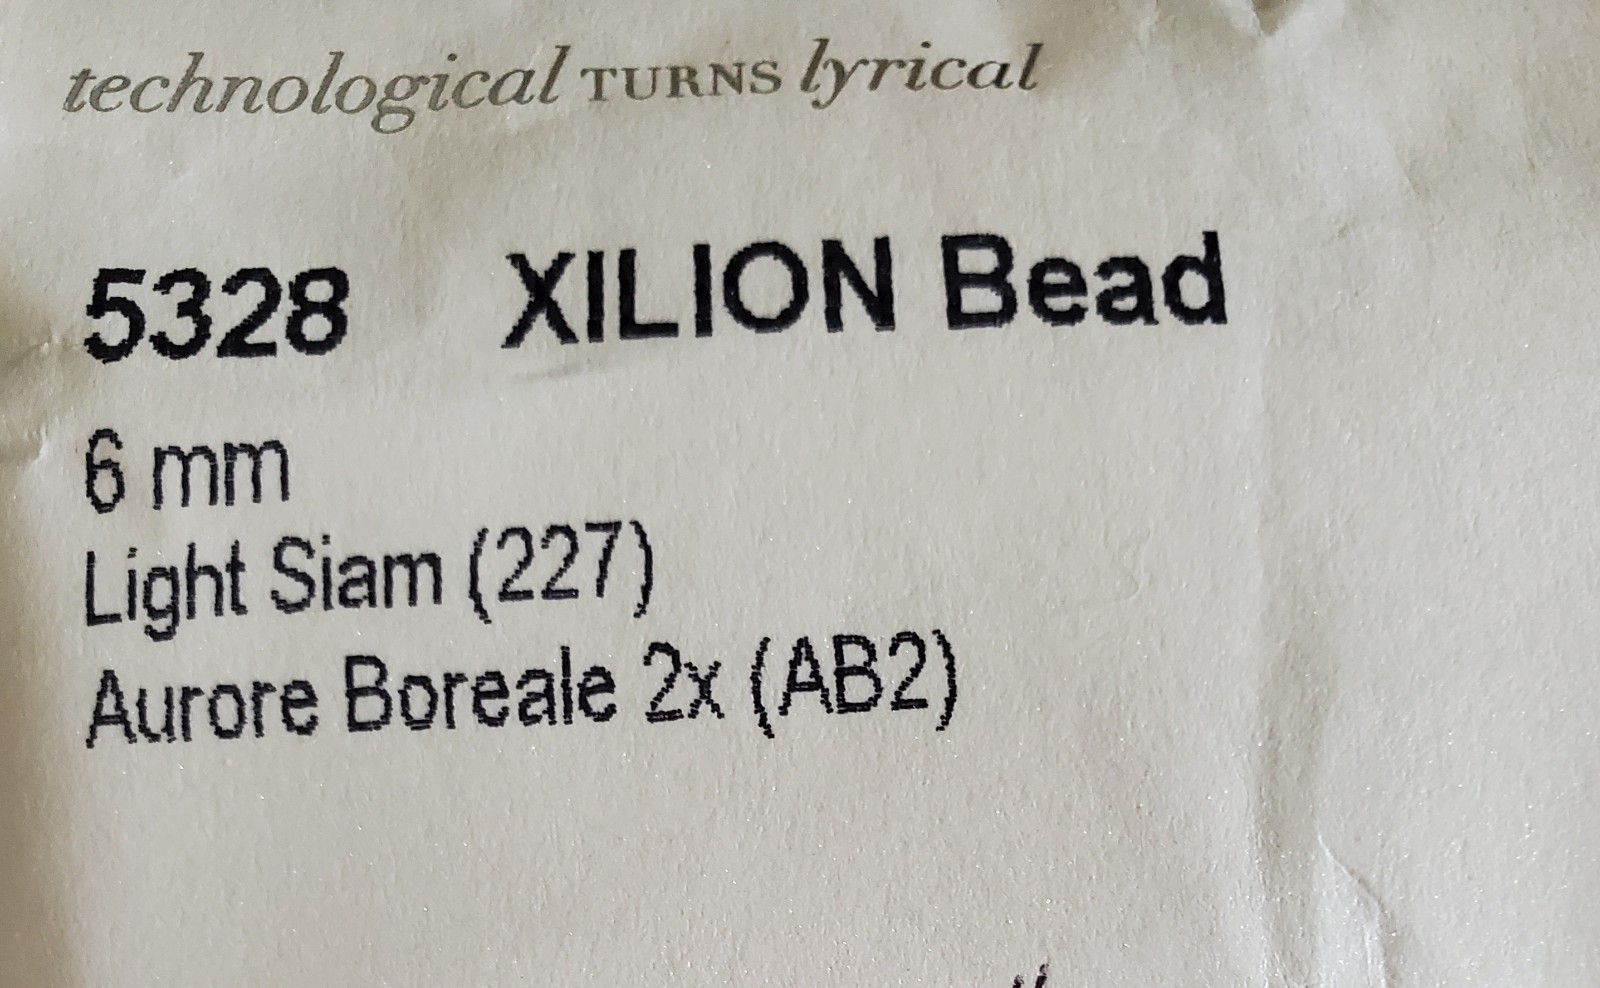 technological TURNS lyrical
5328 XILION Bead
6 mm
Light Siam (227)
Aurore Boreale 2x (AB2)